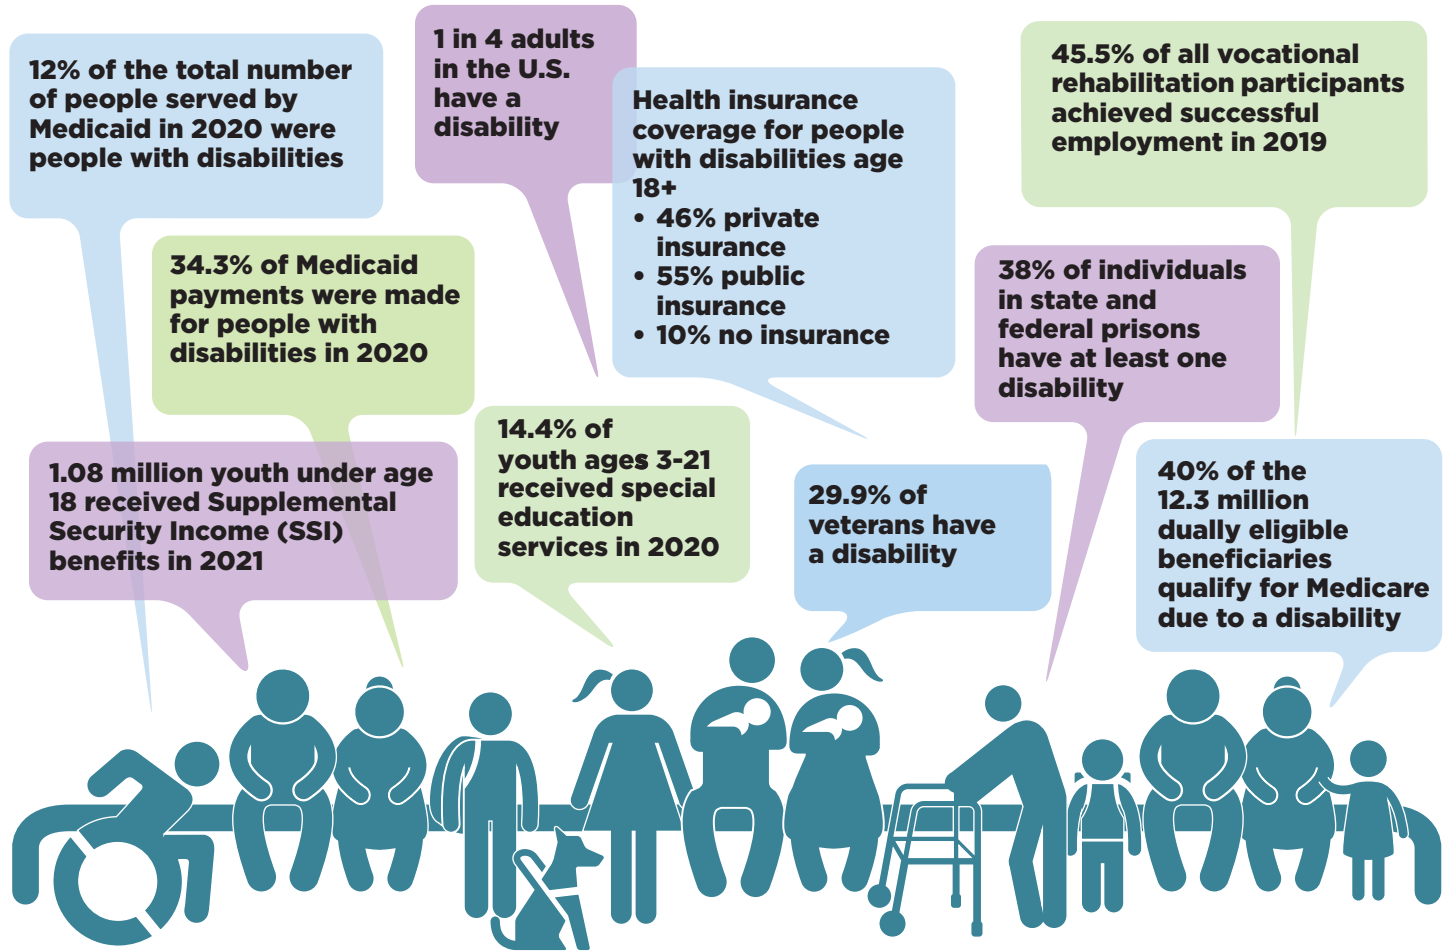 12% of the total number
of people served by
Medicaid in 2020 were
people with disabilities
1 in 4 adults
in the U.S.
have a
disability
Health insurance
coverage for people
with disabilities age
18+
• 46% private
insurance
• 55% public
insurance
• 10% no insurance
45.5% of all vocational
rehabilitation participants
achieved successful
employment in 2019
34.3% of Medicaid
payments were made
for people with
disabilities in 2020
38% of individuals
in state and
federal prisons
have at least one
disability
1.08 million youth under age
18 received Supplemental
Security Income (SSI)
benefits in 2021
14.4% of
youth ages 3-21
received special
education
services in 2020
29.9% of
veterans have
a disability
40% of the
12.3 million
dually eligible
beneficiaries
qualify for Medicare
due to a disability